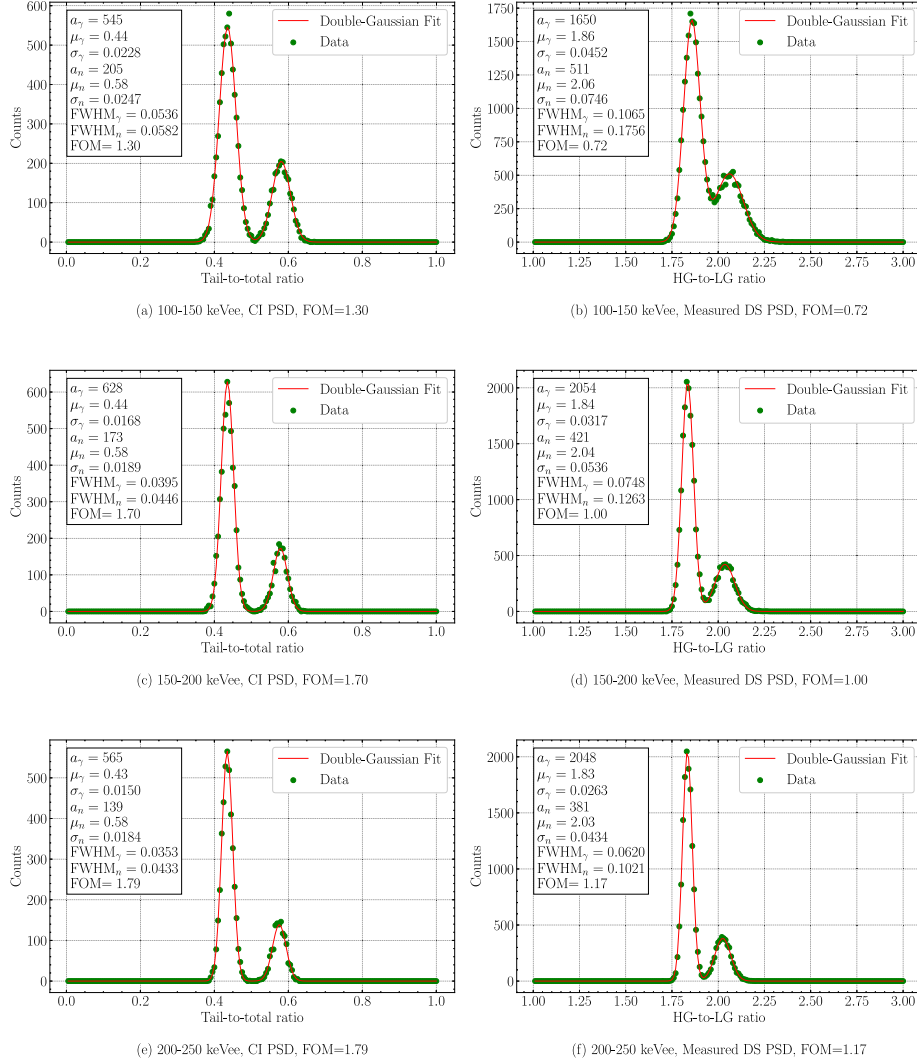 600
500
400
300
200
100
0
Counts
a_γ = 545
μ_γ = 0.44
σ_γ = 0.0228
a_n = 205
μ_n = 0.58
σ_n = 0.0247
FWHM_γ = 0.0536
FWHM_n = 0.0582
FOM = 1.30
Double-Gaussian Fit
Data
0.0 0.2 0.4 0.6 0.8 1.0
Tail-to-total ratio
(a) 100-150 keVee, CI PSD, FOM=1.30
1750
1500
1250
1000
750
500
250
0
Counts
a_γ = 1650
μ_γ = 1.86
σ_γ = 0.0452
a_n = 511
μ_n = 2.06
σ_n = 0.0746
FWHM_γ = 0.1065
FWHM_n = 0.1756
FOM = 0.72
Double-Gaussian Fit
Data
1.00 1.25 1.50 1.75 2.00 2.25 2.50 2.75 3.00
HG-to-LG ratio
(b) 100-150 keVee, Measured DS PSD, FOM=0.72
600
500
400
300
200
100
0
Counts
a_γ = 628
μ_γ = 0.44
σ_γ = 0.0168
a_n = 173
μ_n = 0.58
σ_n = 0.0189
FWHM_γ = 0.0395
FWHM_n = 0.0446
FOM= 1.70
Double-Gaussian Fit
Data
0.0 0.2 0.4 0.6 0.8 1.0
Tail-to-total ratio
(c) 150-200 keVee, CI PSD, FOM=1.70
2000
1500
1000
500
0
Counts
a_γ = 2054
μ_γ = 1.84
σ_γ = 0.0317
a_n = 421
μ_n = 2.04
σ_n = 0.0536
FWHM_γ = 0.0748
FWHM_n = 0.1263
FOM= 1.00
Double-Gaussian Fit
Data
1.00 1.25 1.50 1.75 2.00 2.25 2.50 2.75 3.00
HG-to-LG ratio
(d) 150-200 keVee, Measured DS PSD, FOM=1.00
500
400
300
200
100
0
Counts
a_γ = 565
μ_γ = 0.43
σ_γ = 0.0150
a_n = 139
μ_n = 0.58
σ_n = 0.0184
FWHM_γ = 0.0353
FWHM_n = 0.0433
FOM= 1.79
Double-Gaussian Fit
Data
0.0 0.2 0.4 0.6 0.8 1.0
Tail-to-total ratio
(e) 200-250 keVee, CI PSD, FOM=1.79
2000
1500
1000
500
0
Counts
a_γ = 2048
μ_γ = 1.83
σ_γ = 0.0263
a_n = 381
μ_n = 2.03
σ_n = 0.0434
FWHM_γ = 0.0620
FWHM_n = 0.1021
FOM= 1.17
Double-Gaussian Fit
Data
1.00 1.25 1.50 1.75 2.00 2.25 2.50 2.75 3.00
HG-to-LG ratio
(f) 200-250 keVee, Measured DS PSD, FOM=1.17